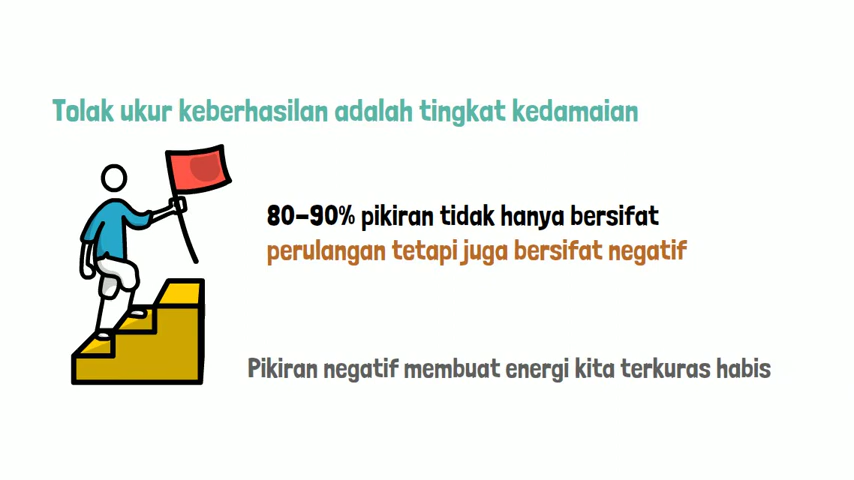 Tolak ukur keberhasilan adalah tingkat kedamaian
80-90% pikiran tidak hanya bersifat
perulangan tetapi juga bersifat negatif
Pikiran negatif membuat energi kita terkuras habis